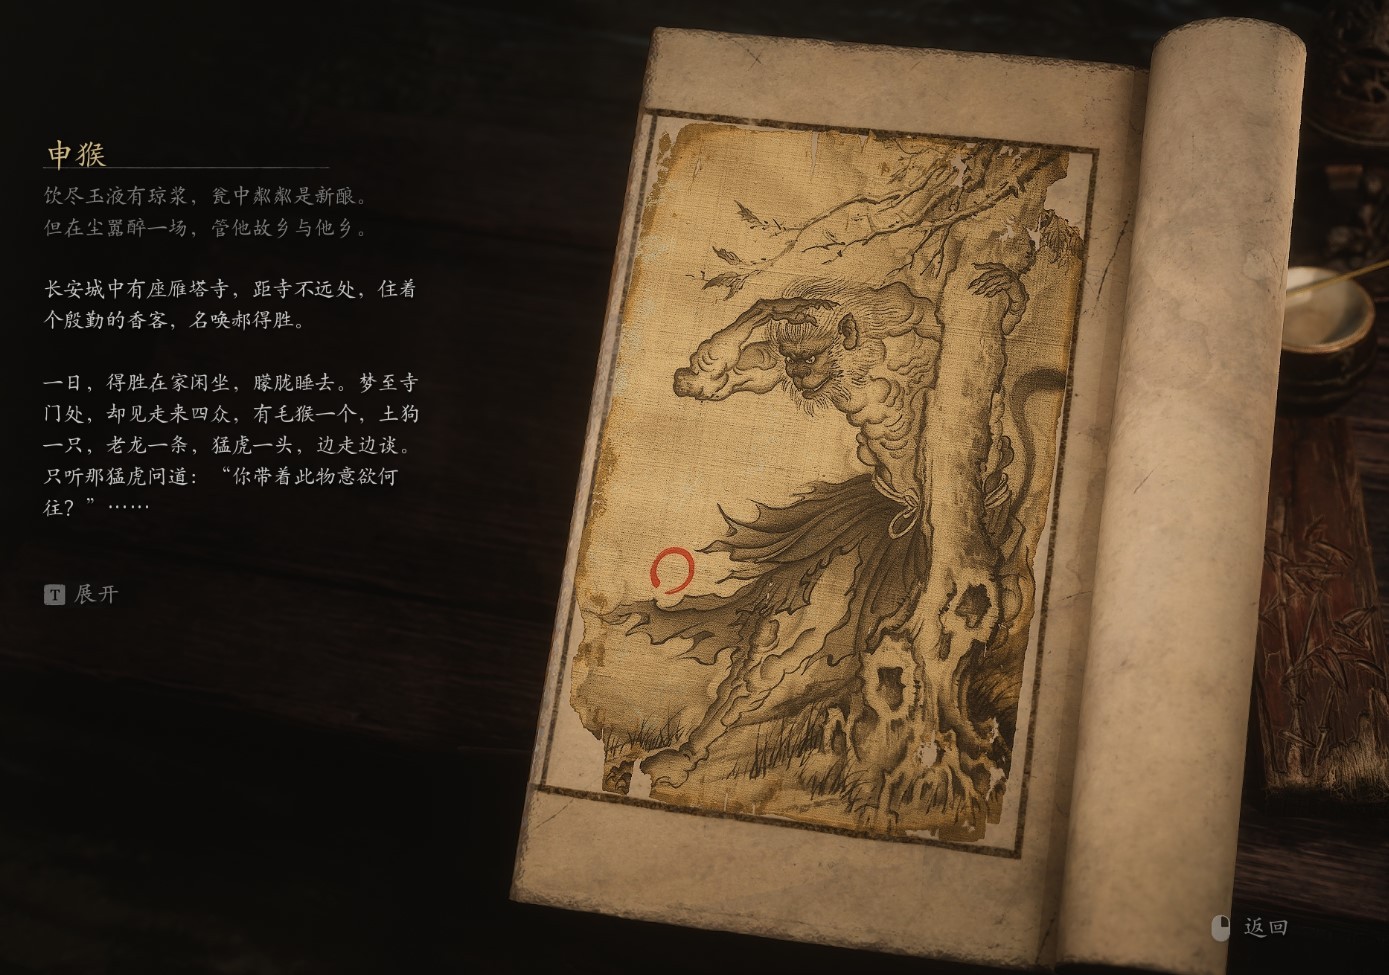 申猴
饮尽玉液有琼浆，瓮中粼粼是新酿。
但在尘嚣醉一场，管他故乡与他乡。
长安城中有座雁塔寺，距寺不远处，住着
个殷勤的香客，名唤郝得胜。
一日，得胜在家闲坐，朦胧睡去。梦至寺
门处，却见走来四众，有毛猴一个，土狗
一只，老龙一条，猛虎一头，边走边谈。
只听那猛虎问道：“你带着此物意欲何
往？”……
T 展开
返回